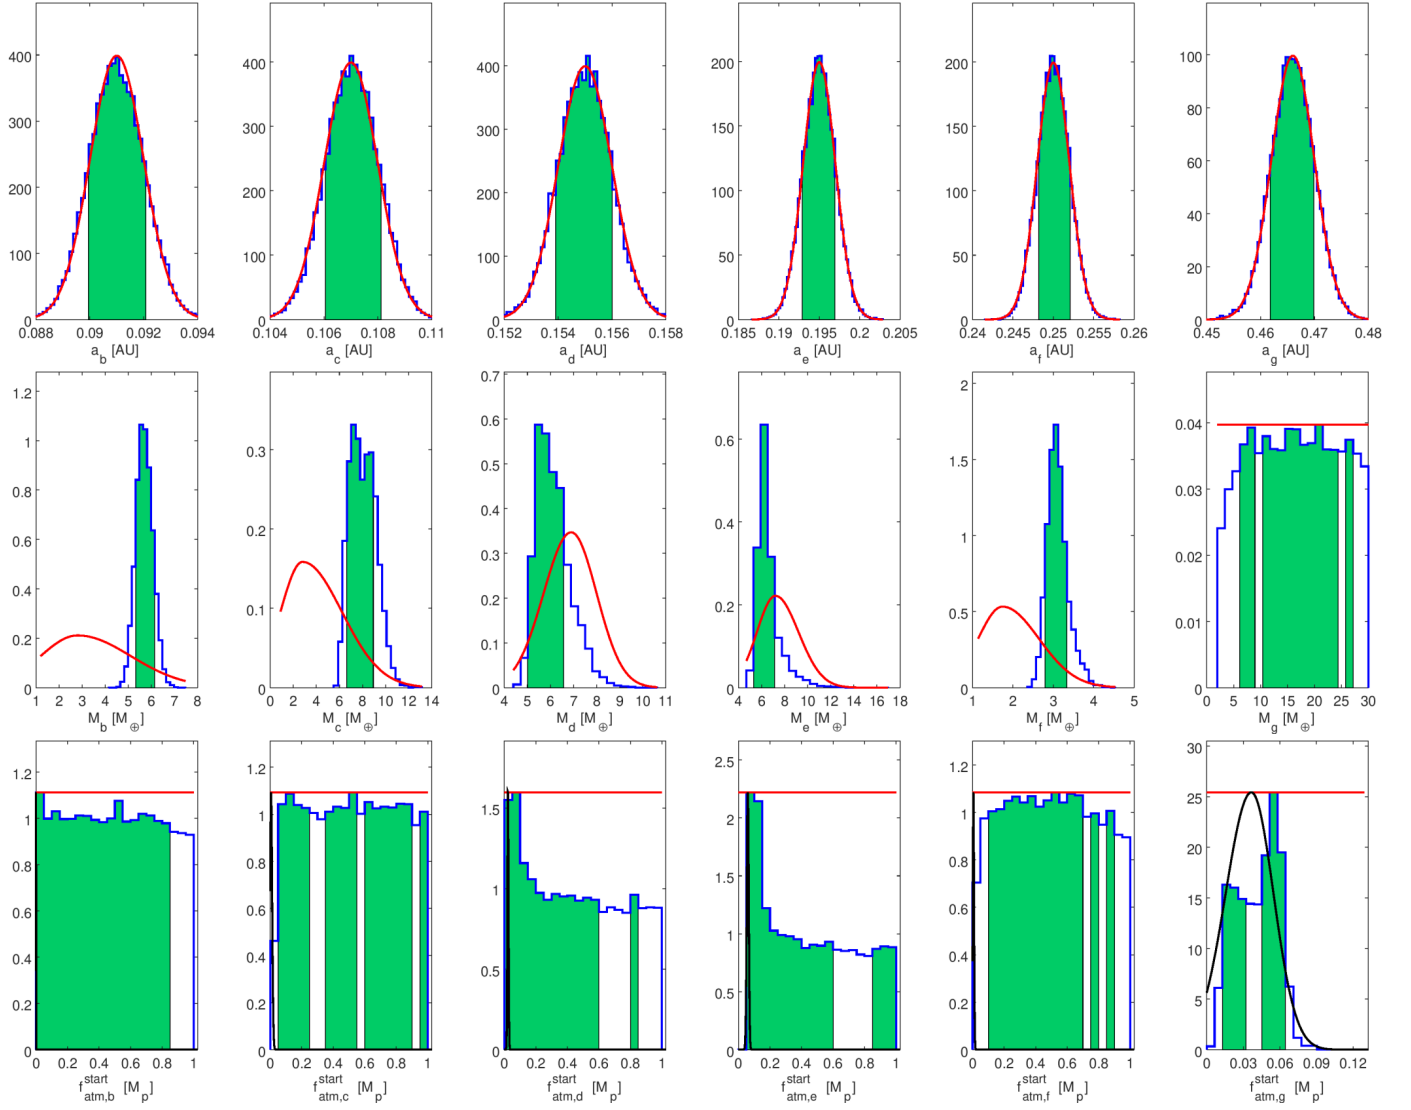 400
300
200
100
0
0.088 0.09 0.092 0.094
a_b [AU]
400
300
200
100
0
0.104 0.106 0.108 0.11
a_c [AU]
400
300
200
100
0
0.152 0.154 0.156 0.158
a_d [AU]
200
150
100
50
0
0.185 0.19 0.195 0.2 0.205
a_e [AU]
200
150
100
50
0
0.24 0.245 0.25 0.255 0.26
a_f [AU]
100
80
60
40
20
0
0.45 0.46 0.47 0.48
a_g [AU]
1.2
1
0.8
0.6
0.4
0.2
0
1 2 3 4 5 6 7 8
M_b [M_⊕]
0.3
0.2
0.1
0
0 2 4 6 8 10 12 14
M_c [M_⊕]
0.7
0.6
0.5
0.4
0.3
0.2
0.1
0
4 5 6 7 8 9 10 11
M_d [M_⊕]
0.6
0.4
0.2
0
4 6 8 10 12 14 16 18
M_e [M_⊕]
2
1.5
1
0.5
0
1 2 3 4 5
M_f [M_⊕]
0.04
0.03
0.02
0.01
0
0 5 10 15 20 25 30
M_g [M_⊕]
1.2
1
0.8
0.6
0.4
0.2
0
0 0.2 0.4 0.6 0.8 1
f^start_atm,b [M_p]
1.2
1
0.8
0.6
0.4
0.2
0
0 0.2 0.4 0.6 0.8 1
f^start_atm,c [M_p]
1.5
1
0.5
0
0 0.2 0.4 0.6 0.8 1
f^start_atm,d [M_p]
2.5
2
1.5
1
0.5
0
0 0.2 0.4 0.6 0.8 1
f^start_atm,e [M_p]
1.2
1
0.8
0.6
0.4
0.2
0
0 0.2 0.4 0.6 0.8 1
f^start_atm,f [M_p]
30
25
20
15
10
5
0
0 0.03 0.06 0.09 0.12
f^start_atm,g [M_p]